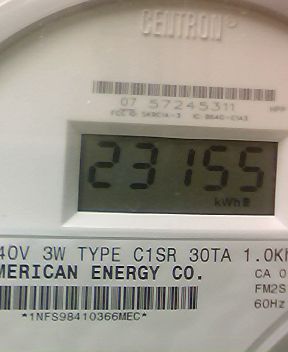 CENTRON®
07 57245311
23155
kWh
40V 3W TYPE C1SR 30TA 1.0K
MERICAN ENERGY CO.
CA 0
FM2S
60Hz
*1NFS98410366MEC*